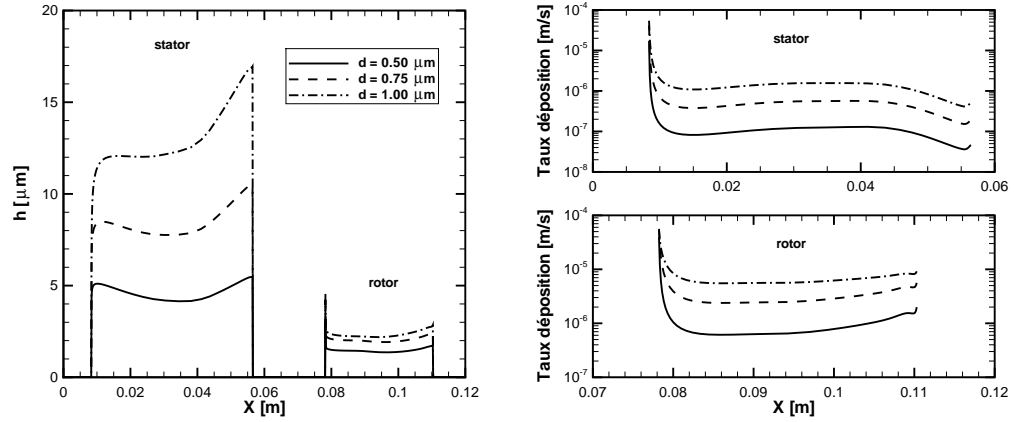 20
15
10
5
0
h [μm]
stator
d = 0.50 μm
d = 0.75 μm
d = 1.00 μm
rotor
0 0.02 0.04 0.06 0.08 0.1 0.12
X [m]
Taux déposition [m/s]
10-4
10-5
10-6
10-7
10-8
stator
0 0.02 0.04 0.06
Taux déposition [m/s]
10-4
10-5
10-6
10-7
rotor
0.07 0.08 0.09 0.1 0.11 0.12
X [m]